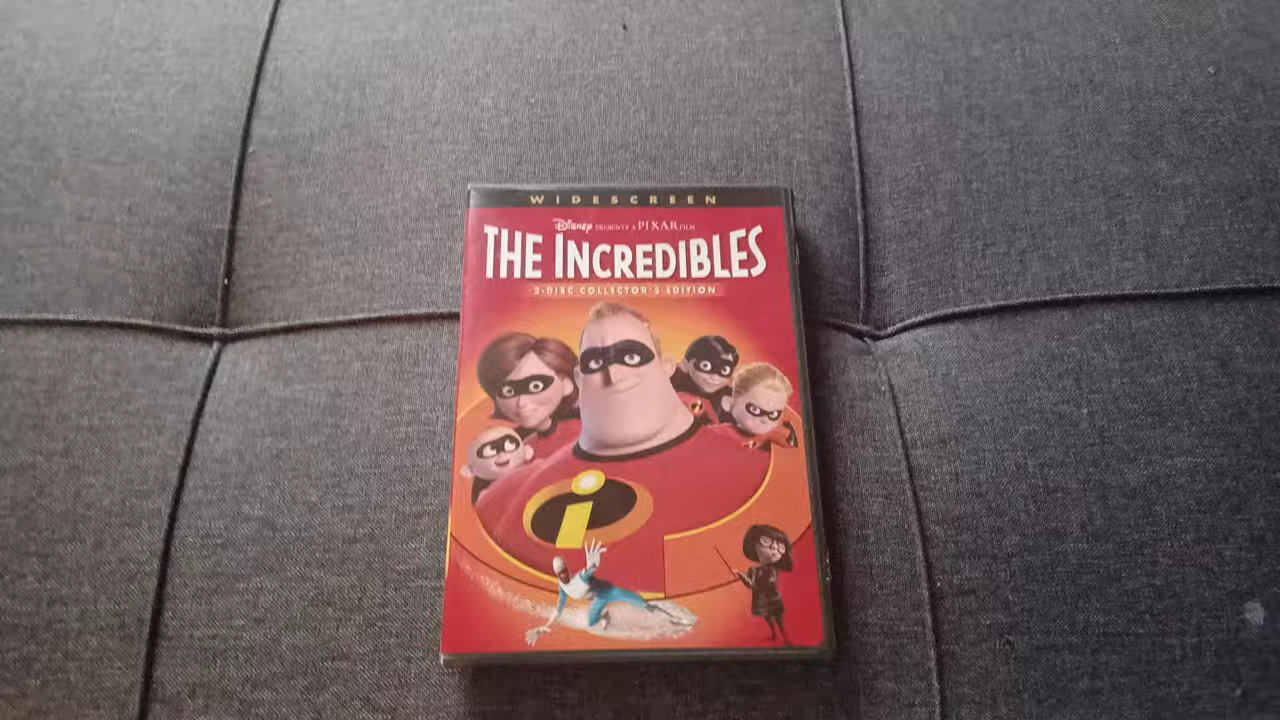 WIDESCREEN
DISNEY PRESENTS A PIXAR FILM
THE INCREDIBLES
2-DISC COLLECTOR'S EDITION
i